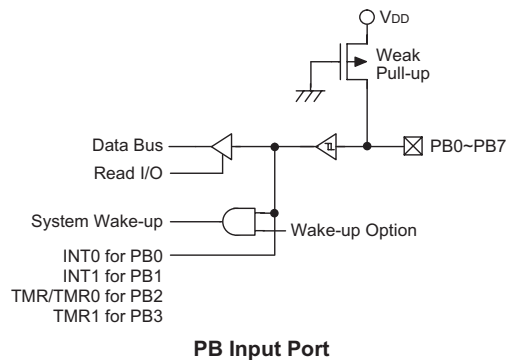 VDD
Weak
Pull-up
Data Bus
PB0~PB7
Read I/O
System Wake-up
Wake-up Option
INT0 for PB0
INT1 for PB1
TMR/TMR0 for PB2
TMR1 for PB3
PB Input Port